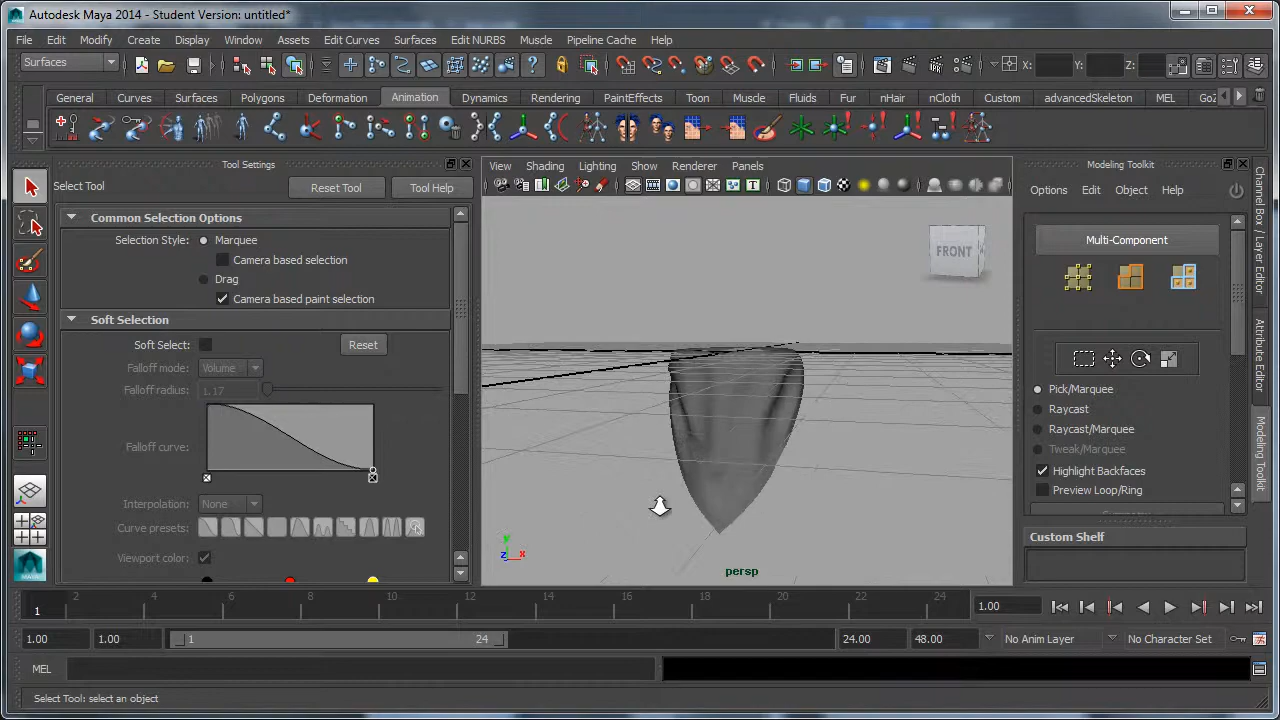 Autodesk Maya 2014 - Student Version: untitled*
File Edit Modify Create Display Window Assets Edit Curves Surfaces Edit NURBS Muscle Pipeline Cache Help
Surfaces X: Y: Z:
General Curves Surfaces Polygons Deformation Animation Dynamics Rendering PaintEffects Toon Muscle Fluids Fur nHair nCloth Custom advancedSkeleton MEL GoZ
Tool Settings
Select Tool Reset Tool Tool Help
Common Selection Options
Selection Style: Marquee
Camera based selection
Drag
Camera based paint selection
Soft Selection
Soft Select: Reset
Falloff mode: Volume
Falloff radius: 1.17
Falloff curve:
Interpolation: None
Curve presets:
Viewport color:
View Shading Lighting Show Renderer Panels
FRONT
y
z x
persp
Modeling Toolkit
Options Edit Object Help
Multi-Component
Pick/Marquee
Raycast
Raycast/Marquee
Tweak/Marquee
Highlight Backfaces
Preview Loop/Ring
Custom Shelf
Channel Box / Layer Editor
Attribute Editor
Modeling Toolkit
1 2 4 6 8 10 12 14 16 18 20 22 24 1.00
1.00 1.00 1 24 24.00 48.00 No Anim Layer No Character Set
MEL
Select Tool: select an object